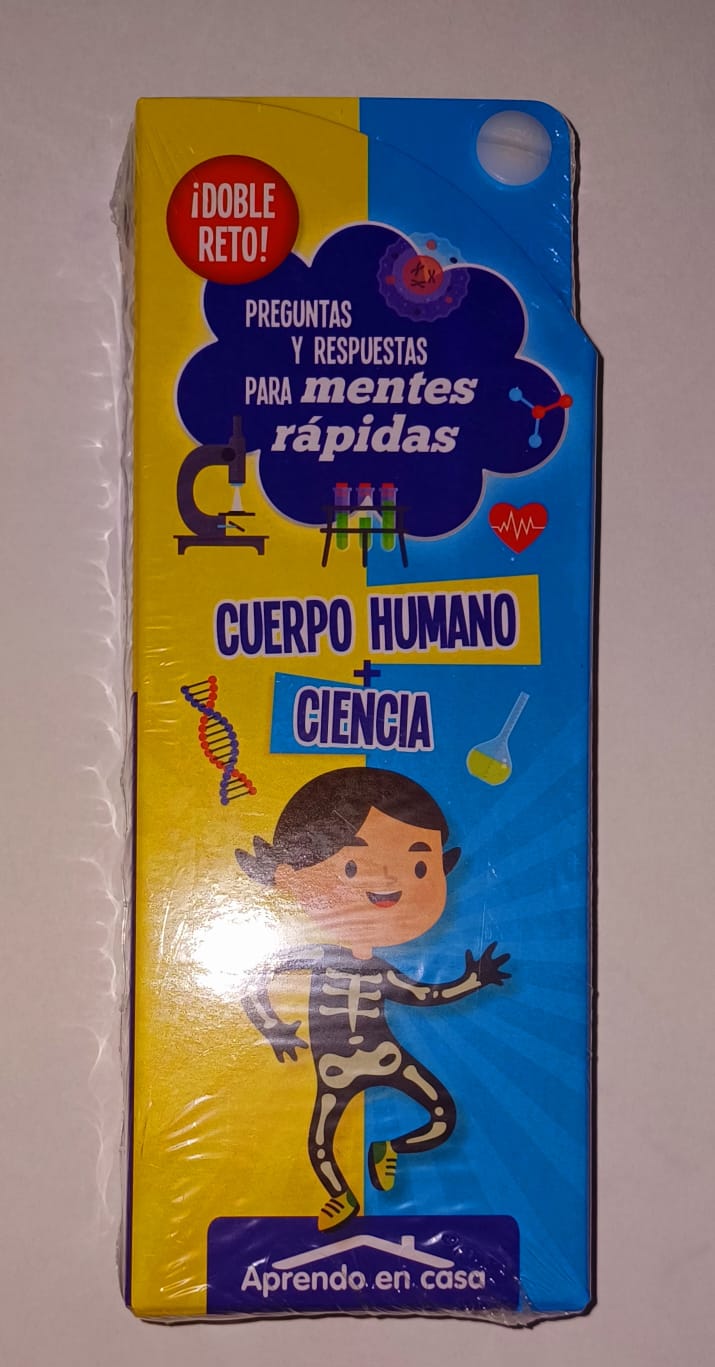 ¡DOBLE
RETO!
PREGUNTAS
Y RESPUESTAS
PARA mentes
rápidas
CUERPO HUMANO
+
CIENCIA
Aprendo en casa